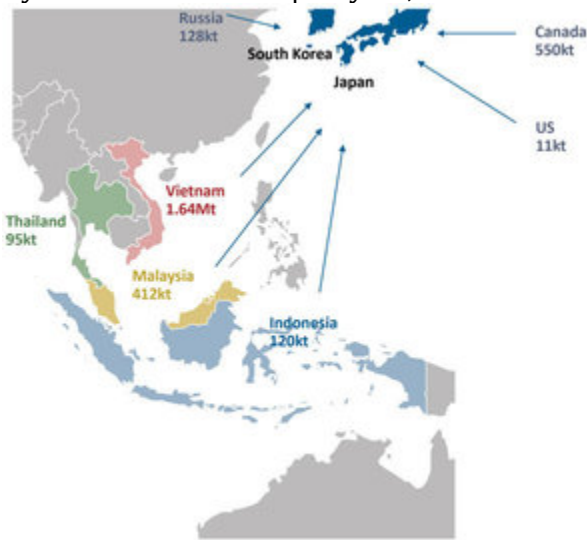 Russia
128kt
Canada
550kt
South Korea
Japan
US
11kt
Vietnam
1.64Mt
Thailand
95kt
Malaysia
412kt
Indonesia
120kt